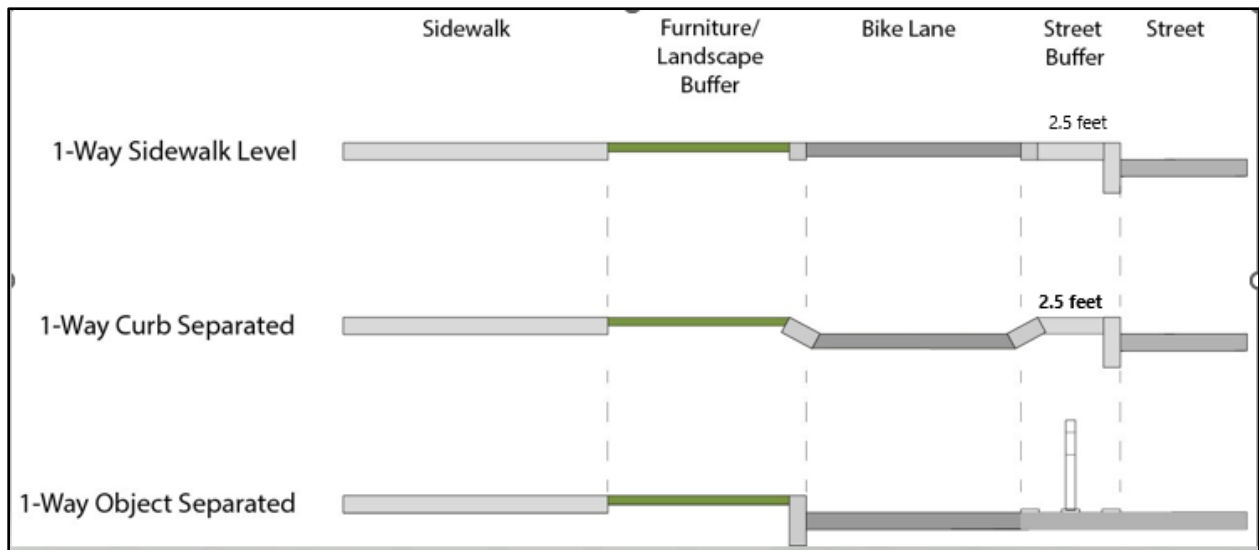 Sidewalk
Furniture/
Landscape
Buffer
Bike Lane
Street
Buffer
Street
2.5 feet
1-Way Sidewalk Level
2.5 feet
1-Way Curb Separated
1-Way Object Separated